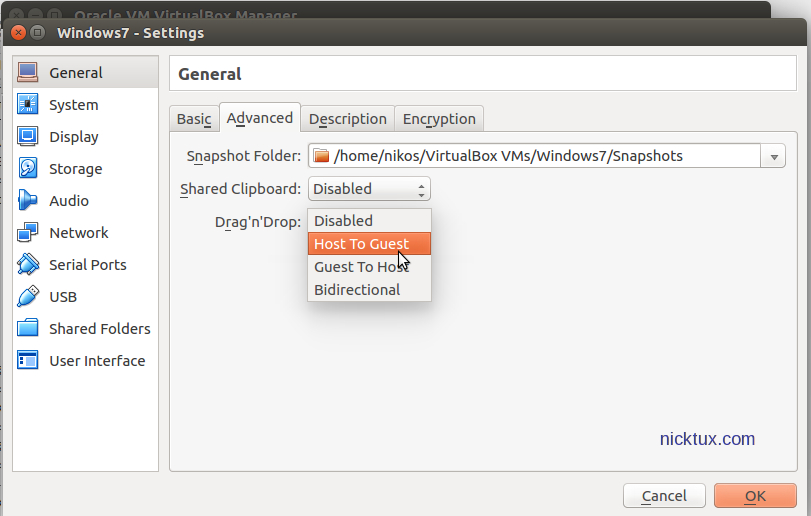 Oracle VM VirtualBox Manager
Windows7 - Settings
General
System
Display
Storage
Audio
Network
Serial Ports
USB
Shared Folders
User Interface
General
Basic
Advanced
Description
Encryption
Snapshot Folder: /home/nikos/VirtualBox VMs/Windows7/Snapshots
Shared Clipboard: Disabled
Drag'n'Drop:
Disabled
Host To Guest
Guest To Host
Bidirectional
nicktux.com
Cancel
OK